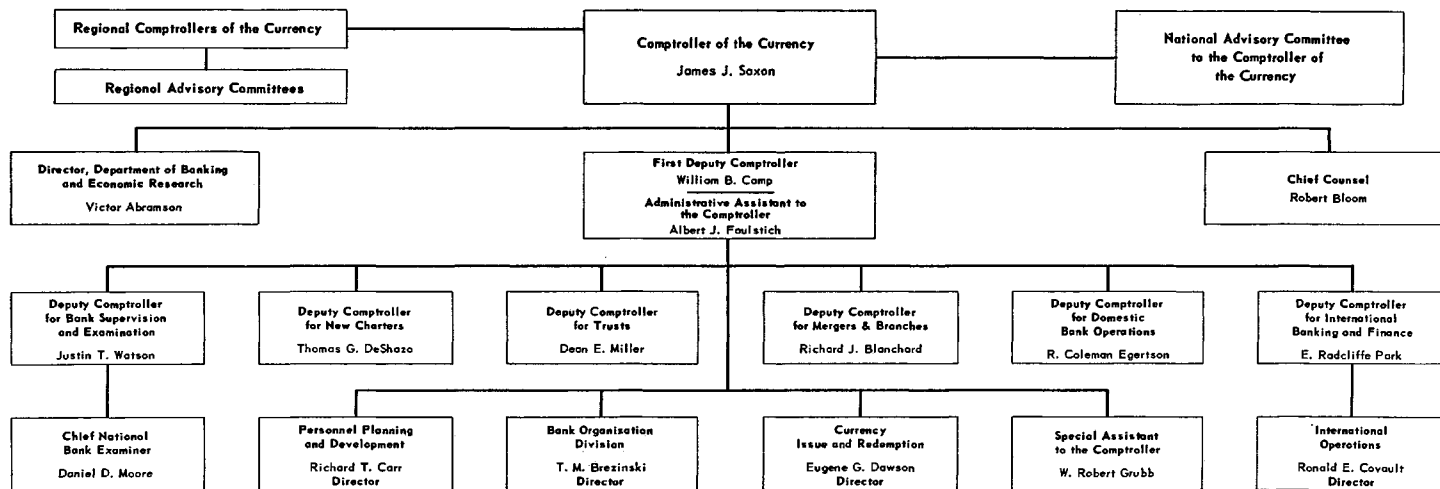 Regional Comptrollers of the Currency
Regional Advisory Committees
Comptroller of the Currency
James J. Saxon
National Advisory Committee
to the Comptroller of
the Currency
Director, Department of Banking
and Economic Research
Victor Abramson
First Deputy Comptroller
William B. Camp
Administrative Assistant to
the Comptroller
Albert J. Faulstich
Chief Counsel
Robert Bloom
Deputy Comptroller
for Bank Supervision
and Examination
Justin T. Watson
Deputy Comptroller
for New Charters
Thomas G. DeShazo
Deputy Comptroller
for Trusts
Dean E. Miller
Deputy Comptroller
for Mergers & Branches
Richard J. Blanchard
Deputy Comptroller
for Domestic
Bank Operations
R. Coleman Egertson
Deputy Comptroller
for International
Banking and Finance
E. Radcliffe Park
Chief National
Bank Examiner
Daniel D. Moore
Personnel Planning
and Development
Richard T. Carr
Director
Bank Organization
Division
T. M. Brezinski
Director
Currency
Issue and Redemption
Eugene G. Dawson
Director
Special Assistant
to the Comptroller
W. Robert Grubb
International
Operations
Ronald E. Covault
Director